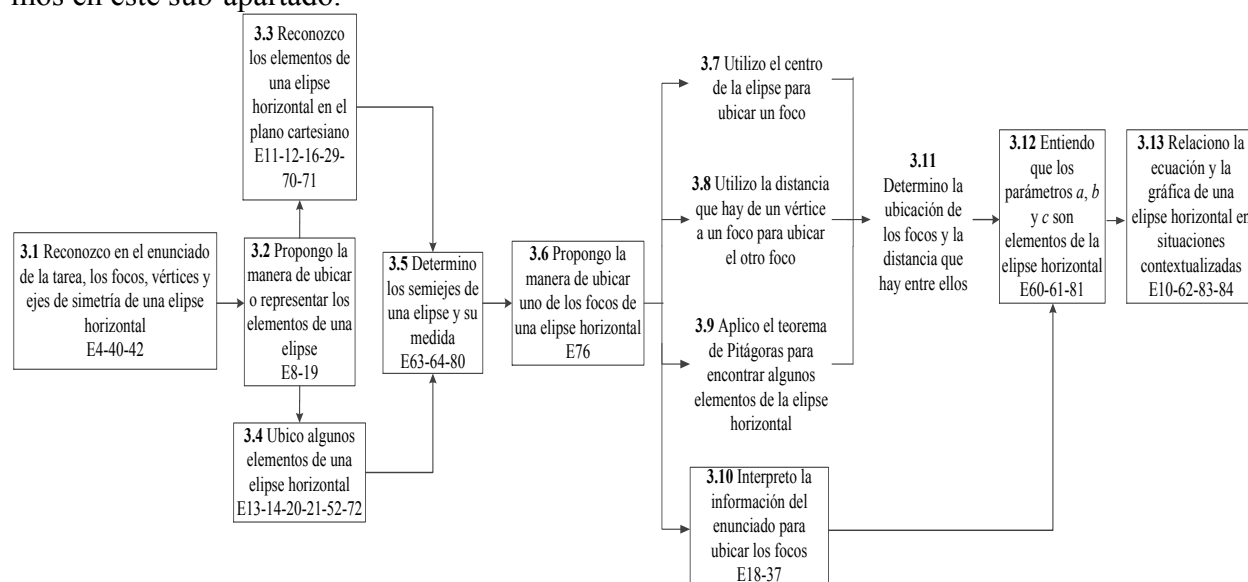 mos en este sub-apartado.
3.3 Reconozco
los elementos de
una elipse
horizontal en el
plano cartesiano
E11-12-16-29-
70-71
3.1 Reconozco en el enunciado
de la tarea, los focos, vértices y
ejes de simetría de una elipse
horizontal
E4-40-42
3.2 Propongo la
manera de ubicar
o representar los
elementos de una
elipse
E8-19
3.4 Ubico algunos
elementos de una
elipse horizontal
E13-14-20-21-52-72
3.5 Determino
los semiejes de
una elipse y su
medida
E63-64-80
3.6 Propongo la
manera de ubicar
uno de los focos de
una elipse horizontal
E76
3.7 Utilizo el centro
de la elipse para
ubicar un foco
3.8 Utilizo la distancia
que hay de un vértice
a un foco para ubicar
el otro foco
3.9 Aplico el teorema
de Pitágoras para
encontrar algunos
elementos de la elipse
horizontal
3.10 Interpreto la
información del
enunciado para
ubicar los focos
E18-37
3.11
Determino la
ubicación de
los focos y la
distancia que
hay entre ellos
3.12 Entiendo
que los
parámetros a, b
y c son
elementos de la
elipse horizontal
E60-61-81
3.13 Relaciono la
ecuación y la
gráfica de una
elipse horizontal en
situaciones
contextualizadas
E10-62-83-84